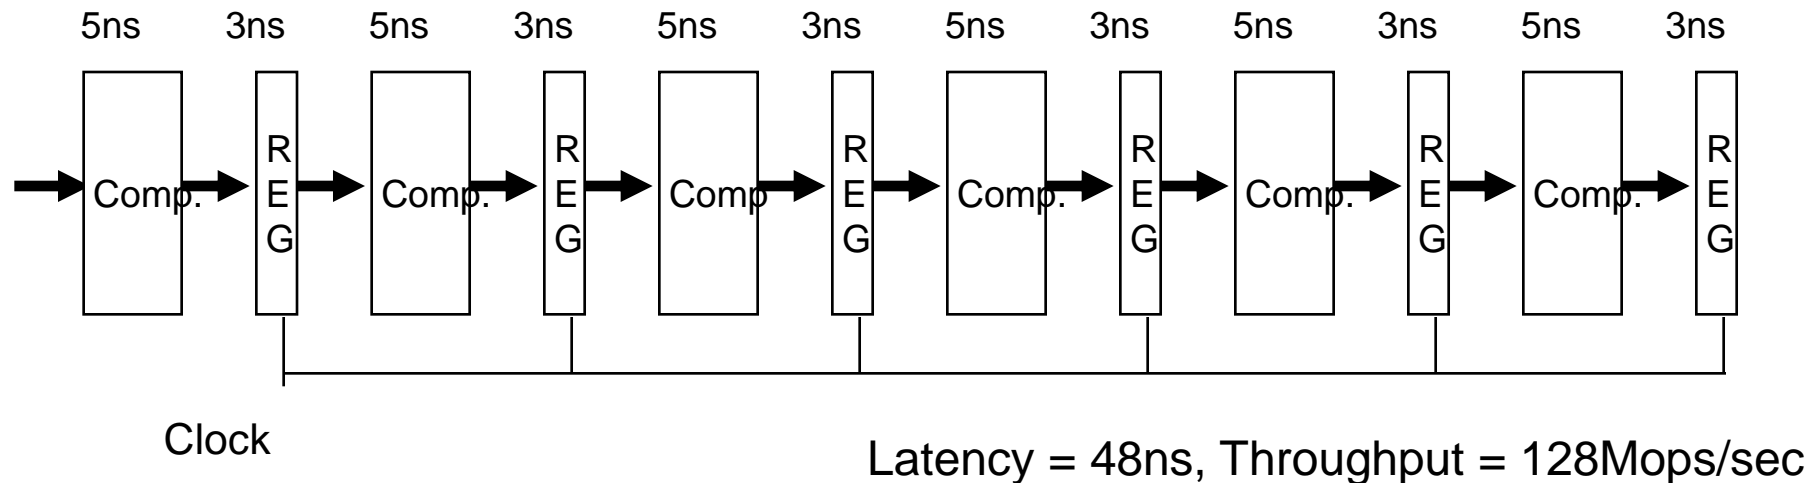 5ns 3ns 5ns 3ns 5ns 3ns 5ns 3ns 5ns 3ns 5ns 3ns
Comp. REG Comp. REG Comp REG Comp. REG Comp. REG Comp. REG
Clock
Latency = 48ns, Throughput = 128Mops/sec